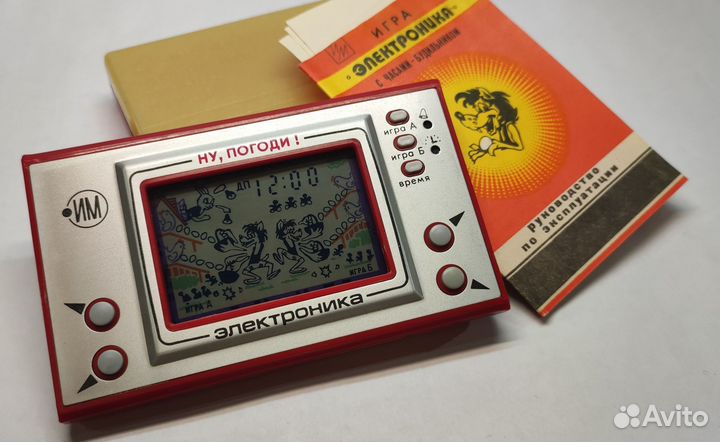 НУ, ПОГОДИ!
ИМ
игра А
игра Б
время
ДП 12:00
ИГРА А
ИГРА Б
электроника
ИГРА
"ЭЛЕКТРОНИКА"
С ЧАСАМИ-БУДИЛЬНИКОМ
Руководство
по эксплуатации
Avito